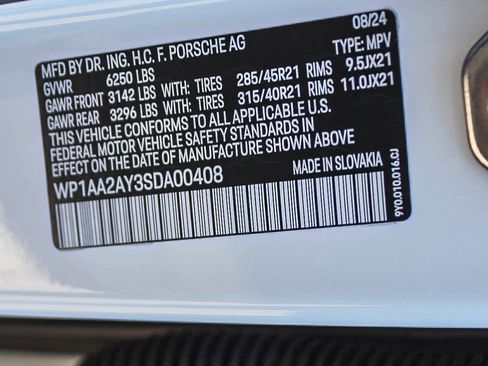 MFD BY DR. ING. H.C. F. PORSCHE AG 08/24
GVWR 6250 LBS TYPE: MPV
GAWR FRONT 3142 LBS WITH: TIRES 285/45R21 RIMS 9.5JX21
GAWR REAR 3296 LBS WITH: TIRES 315/40R21 RIMS 11.0JX21
THIS VEHICLE CONFORMS TO ALL APPLICABLE U.S.
FEDERAL MOTOR VEHICLE SAFETY STANDARDS IN
EFFECT ON THE DATE OF MANUFACTURE SHOWN ABOVE
WP1AA2AY3SDA00408 MADE IN SLOVAKIA
9Y0.010.016.CJ